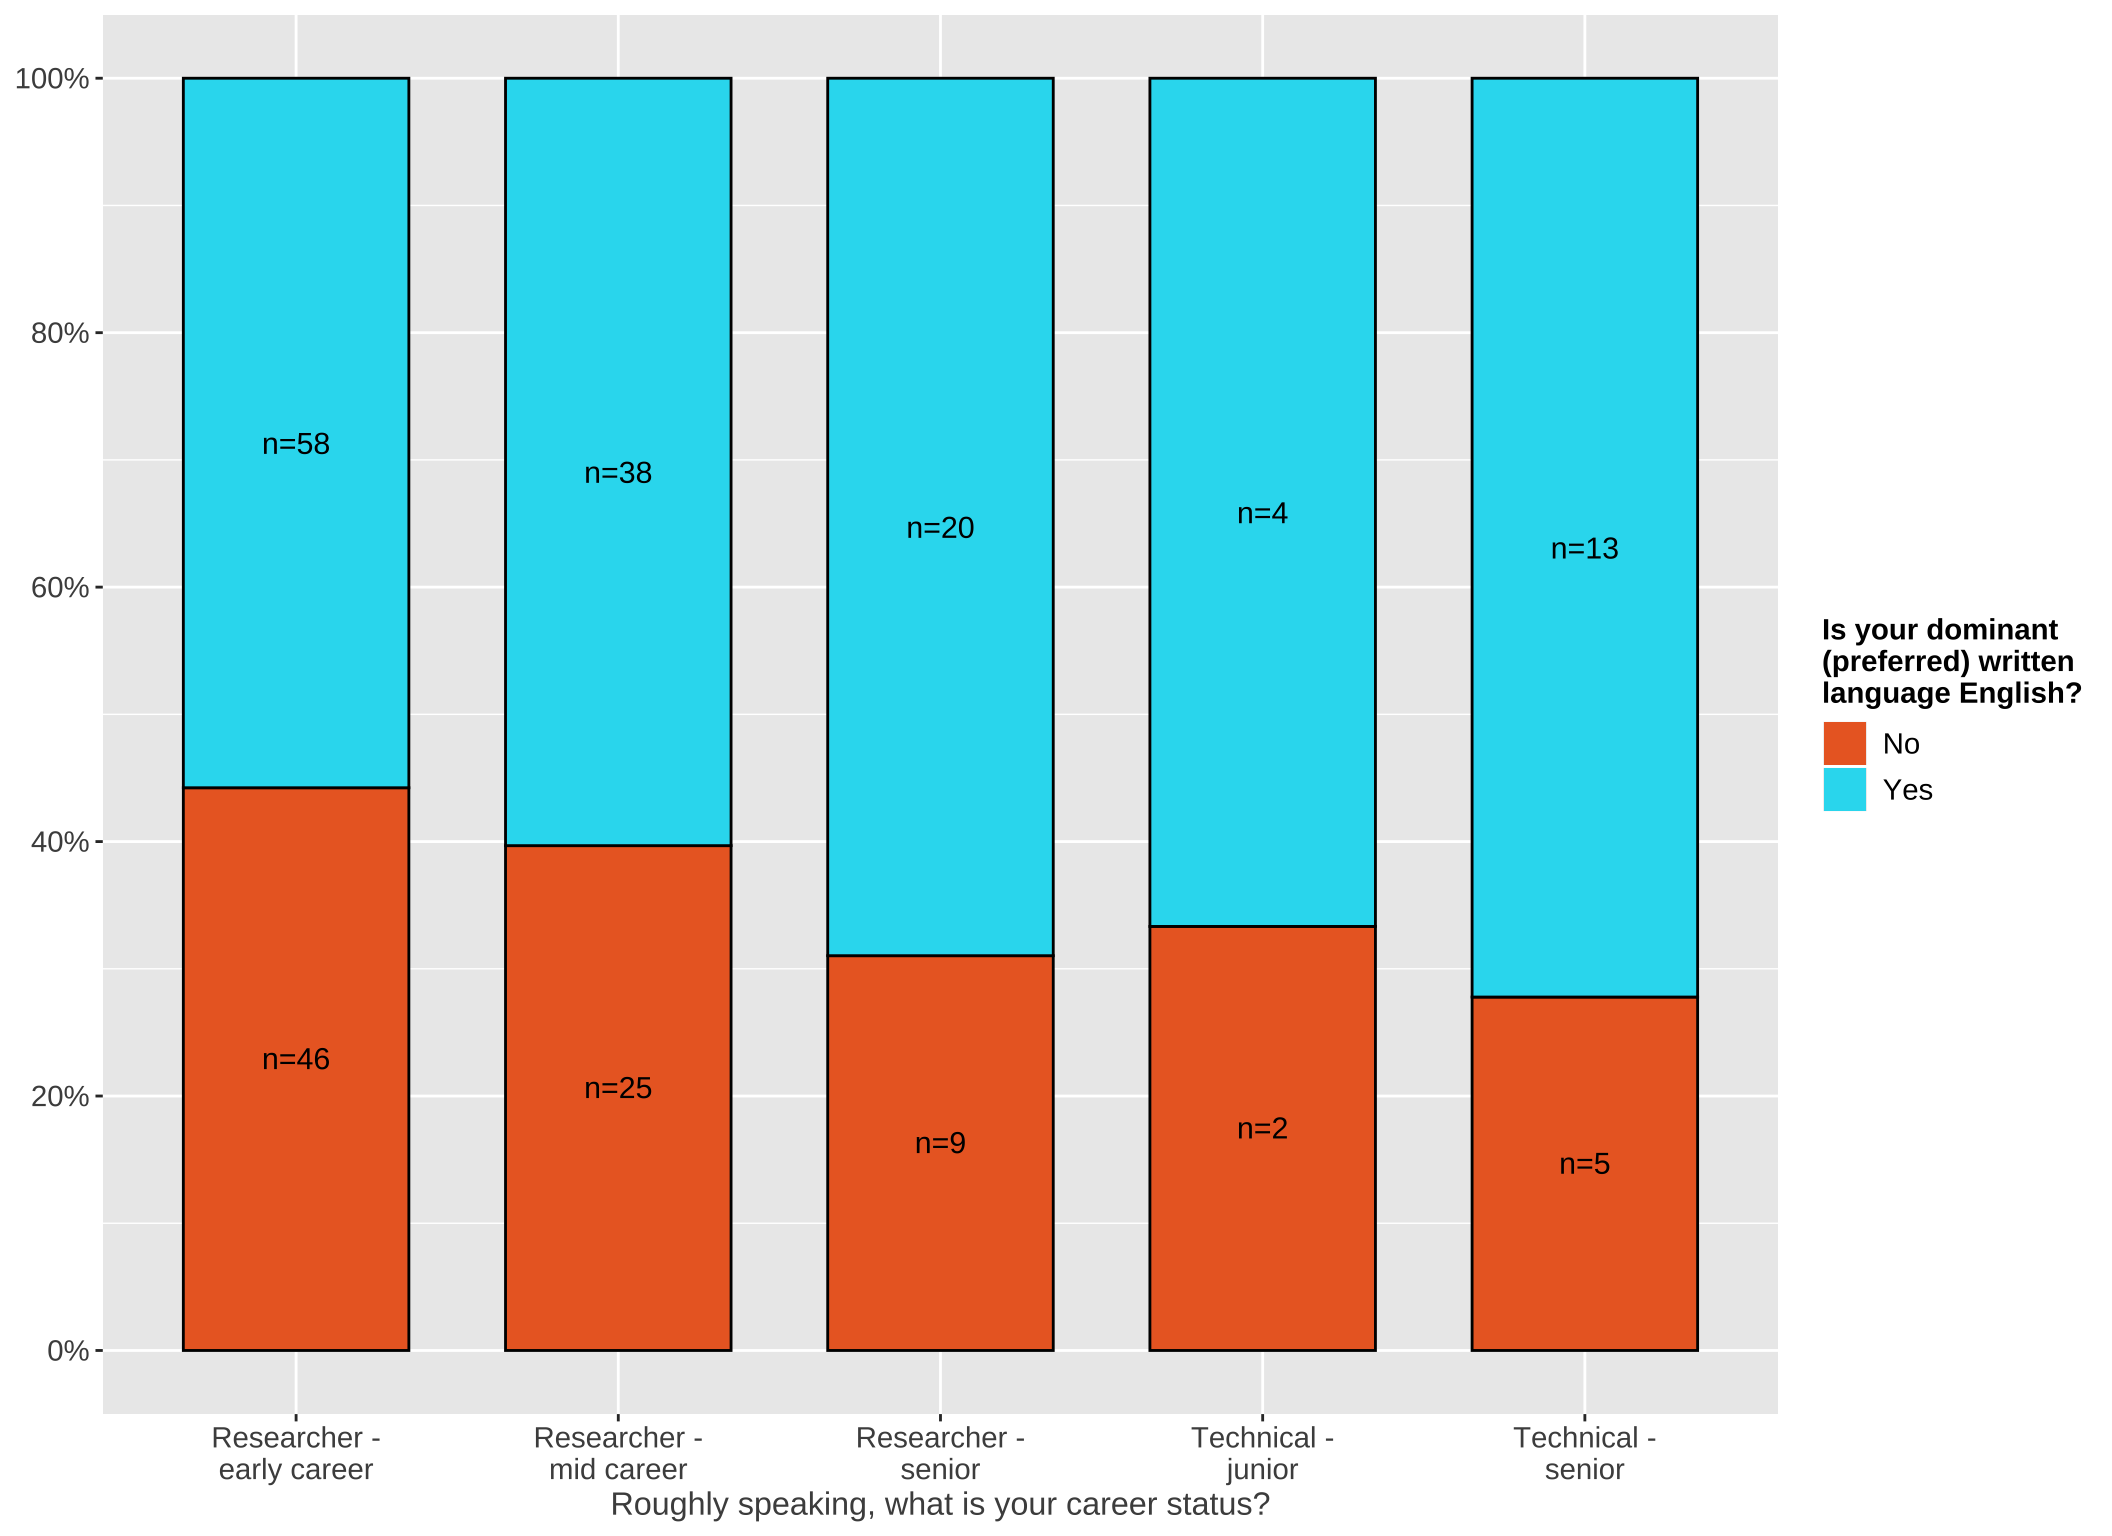 100%
80%
60%
40%
20%
0%
n=58
n=38
n=20
n=4
n=13
n=46
n=25
n=9
n=2
n=5
Researcher -
early career
Researcher -
mid career
Researcher -
senior
Technical -
junior
Technical -
senior
Roughly speaking, what is your career status?
Is your dominant
(preferred) written
language English?
No
Yes